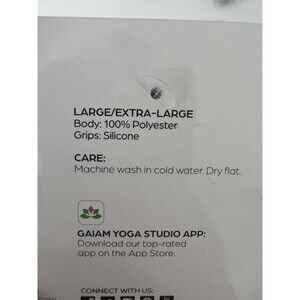 LARGE/EXTRA-LARGE
Body: 100% Polyester
Grips: Silicone
CARE:
Machine wash in cold water. Dry flat.
GAIAM YOGA STUDIO APP:
Download our top-rated
app on the App Store.
CONNECT WITH US: